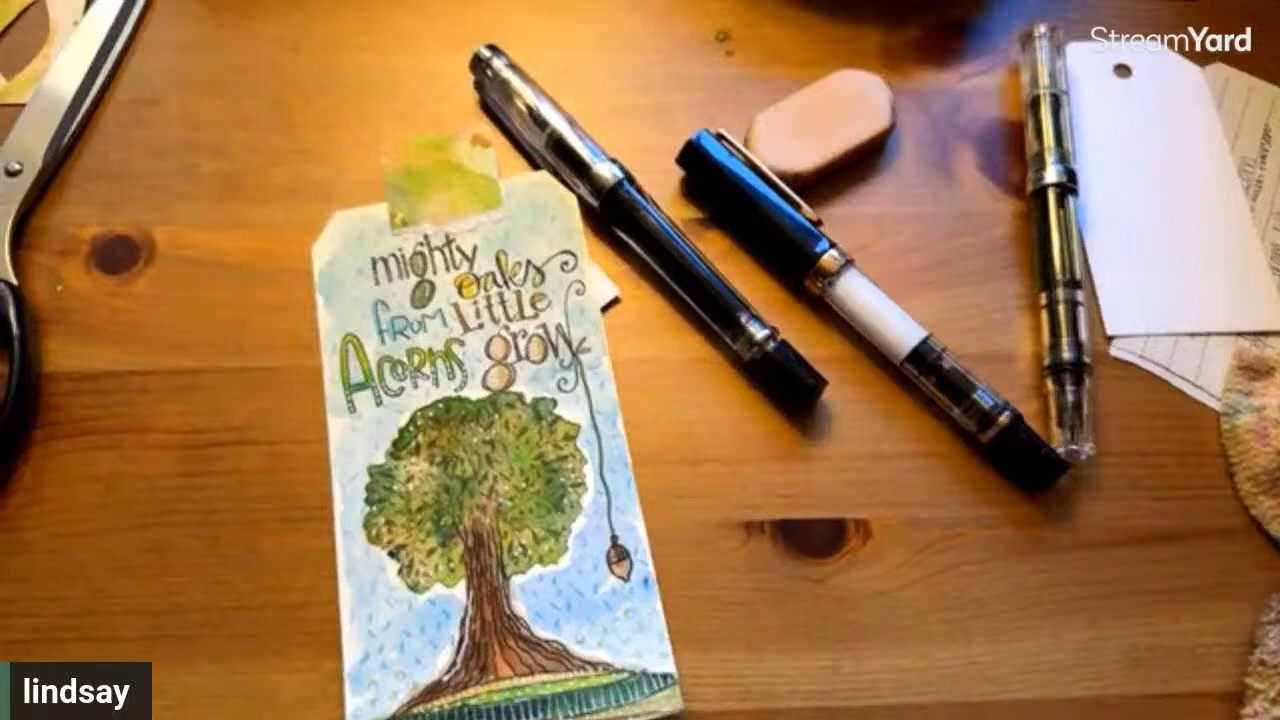 StreamYard
mighty
oaks
FROM LITTLE
ACORNS grow
lindsay